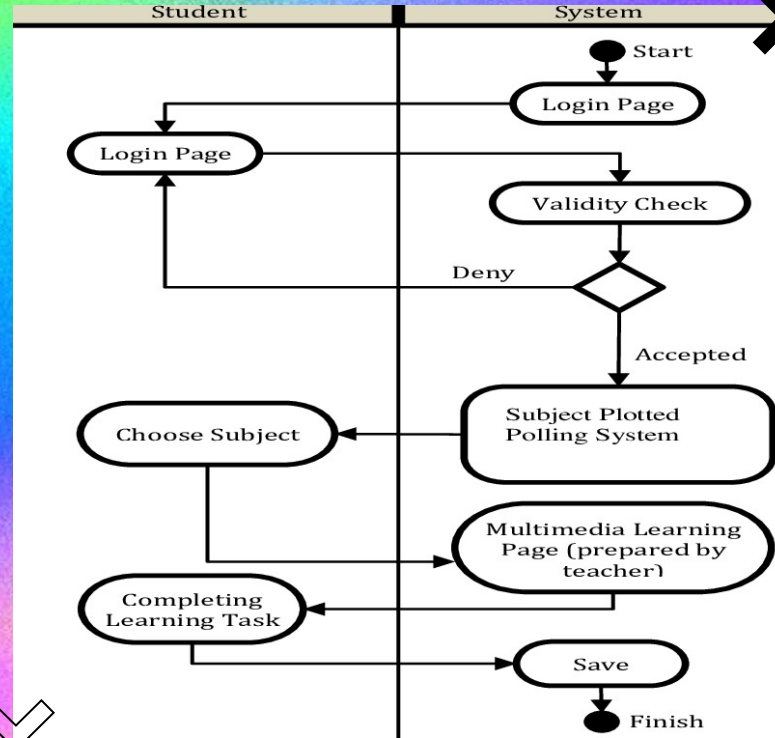 Student
System
Start
Login Page
Login Page
Validity Check
Deny
Accepted
Subject Plotted
Polling System
Choose Subject
Multimedia Learning
Page (prepared by
teacher)
Completing
Learning Task
Save
Finish